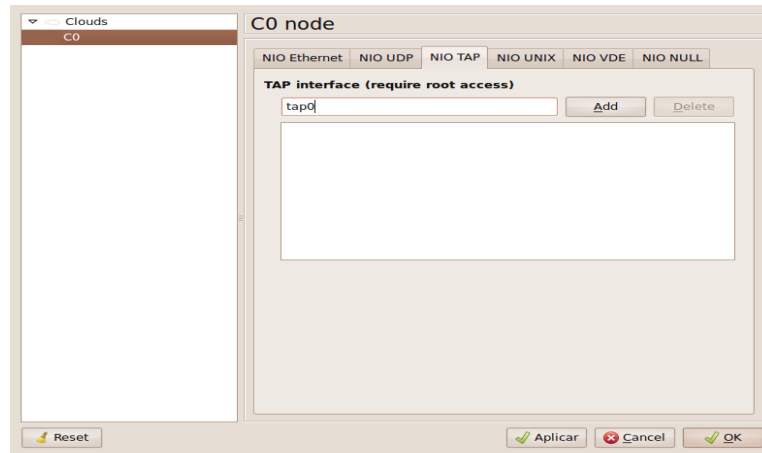 Clouds
C0
C0 node
NIO Ethernet NIO UDP NIO TAP NIO UNIX NIO VDE NIO NULL
TAP interface (require root access)
tap0 Add Delete
Reset Aplicar Cancel OK